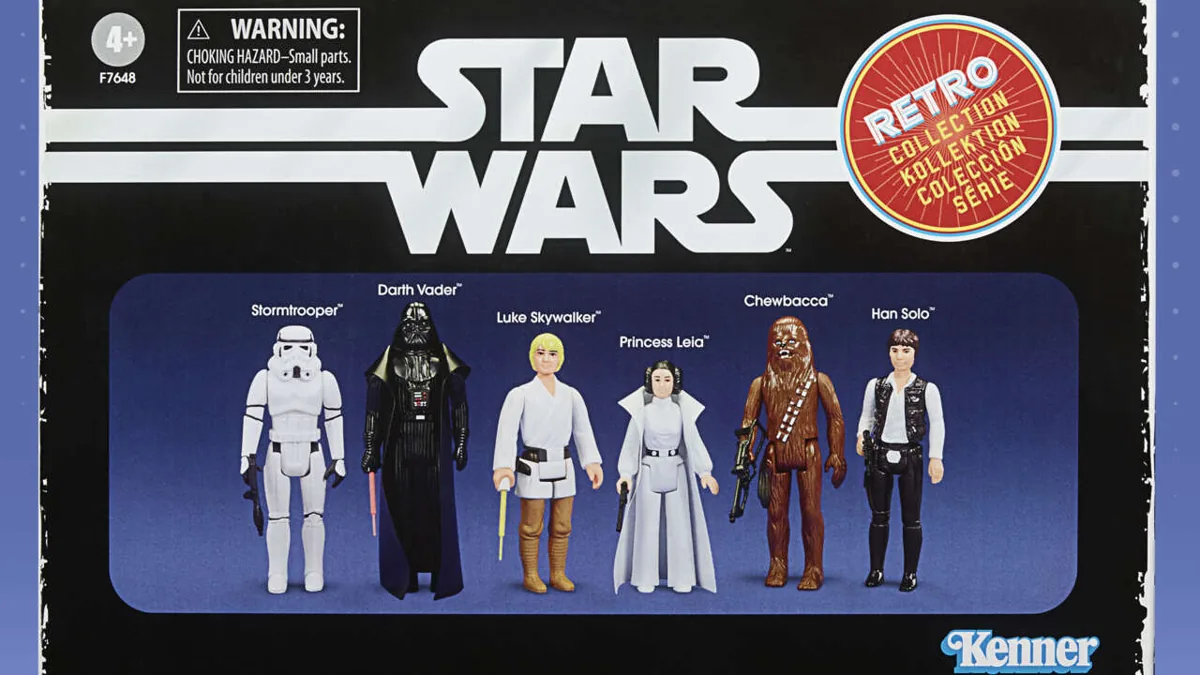 4+
F7648
⚠ WARNING:
CHOKING HAZARD–Small parts.
Not for children under 3 years.
STAR
WARS™
RETRO
COLLECTION
KOLLEKTION
COLECCIÓN
SÉRIE
Stormtrooper™
Darth Vader™
Luke Skywalker™
Princess Leia™
Chewbacca™
Han Solo™
Kenner